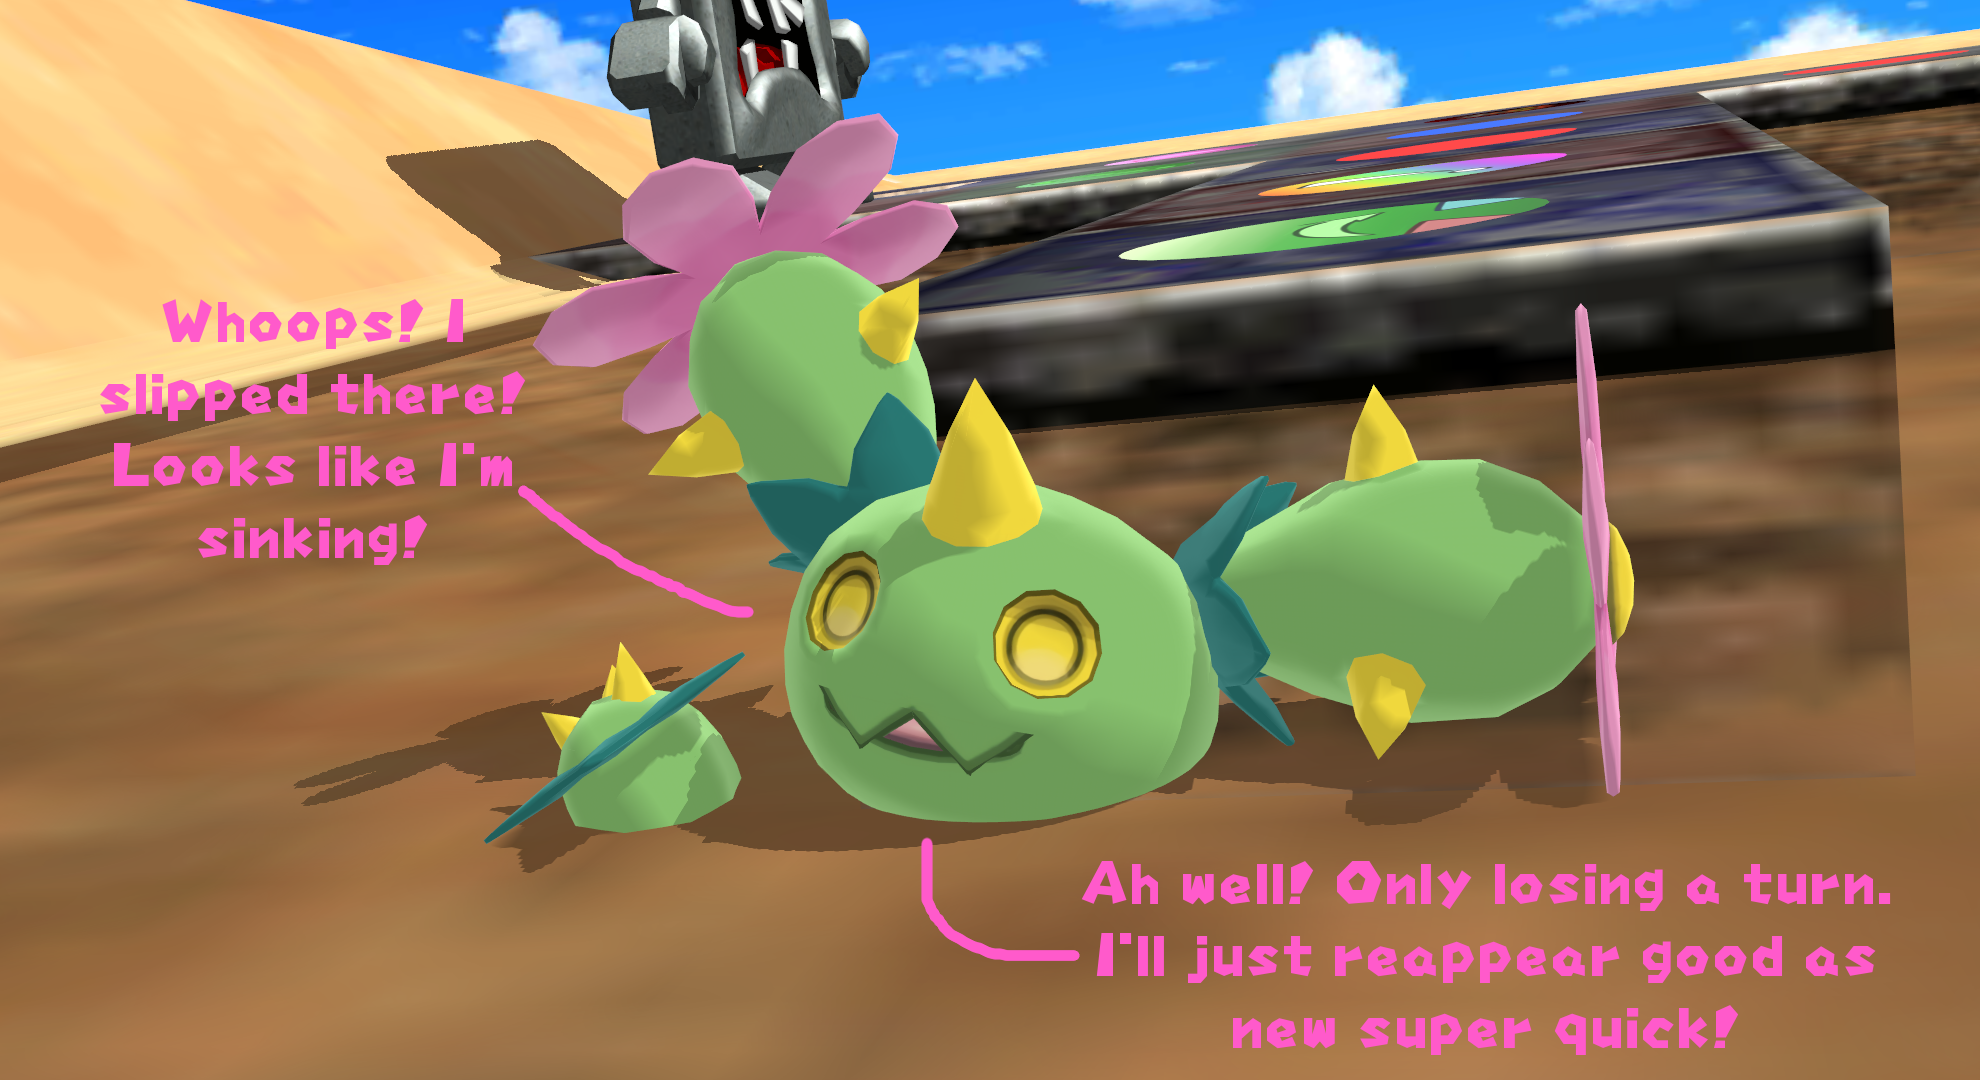 Whoops! I
slipped there!
Looks like I'm
sinking!
Ah well! Only losing a turn.
I'll just reappear good as
new super quick!